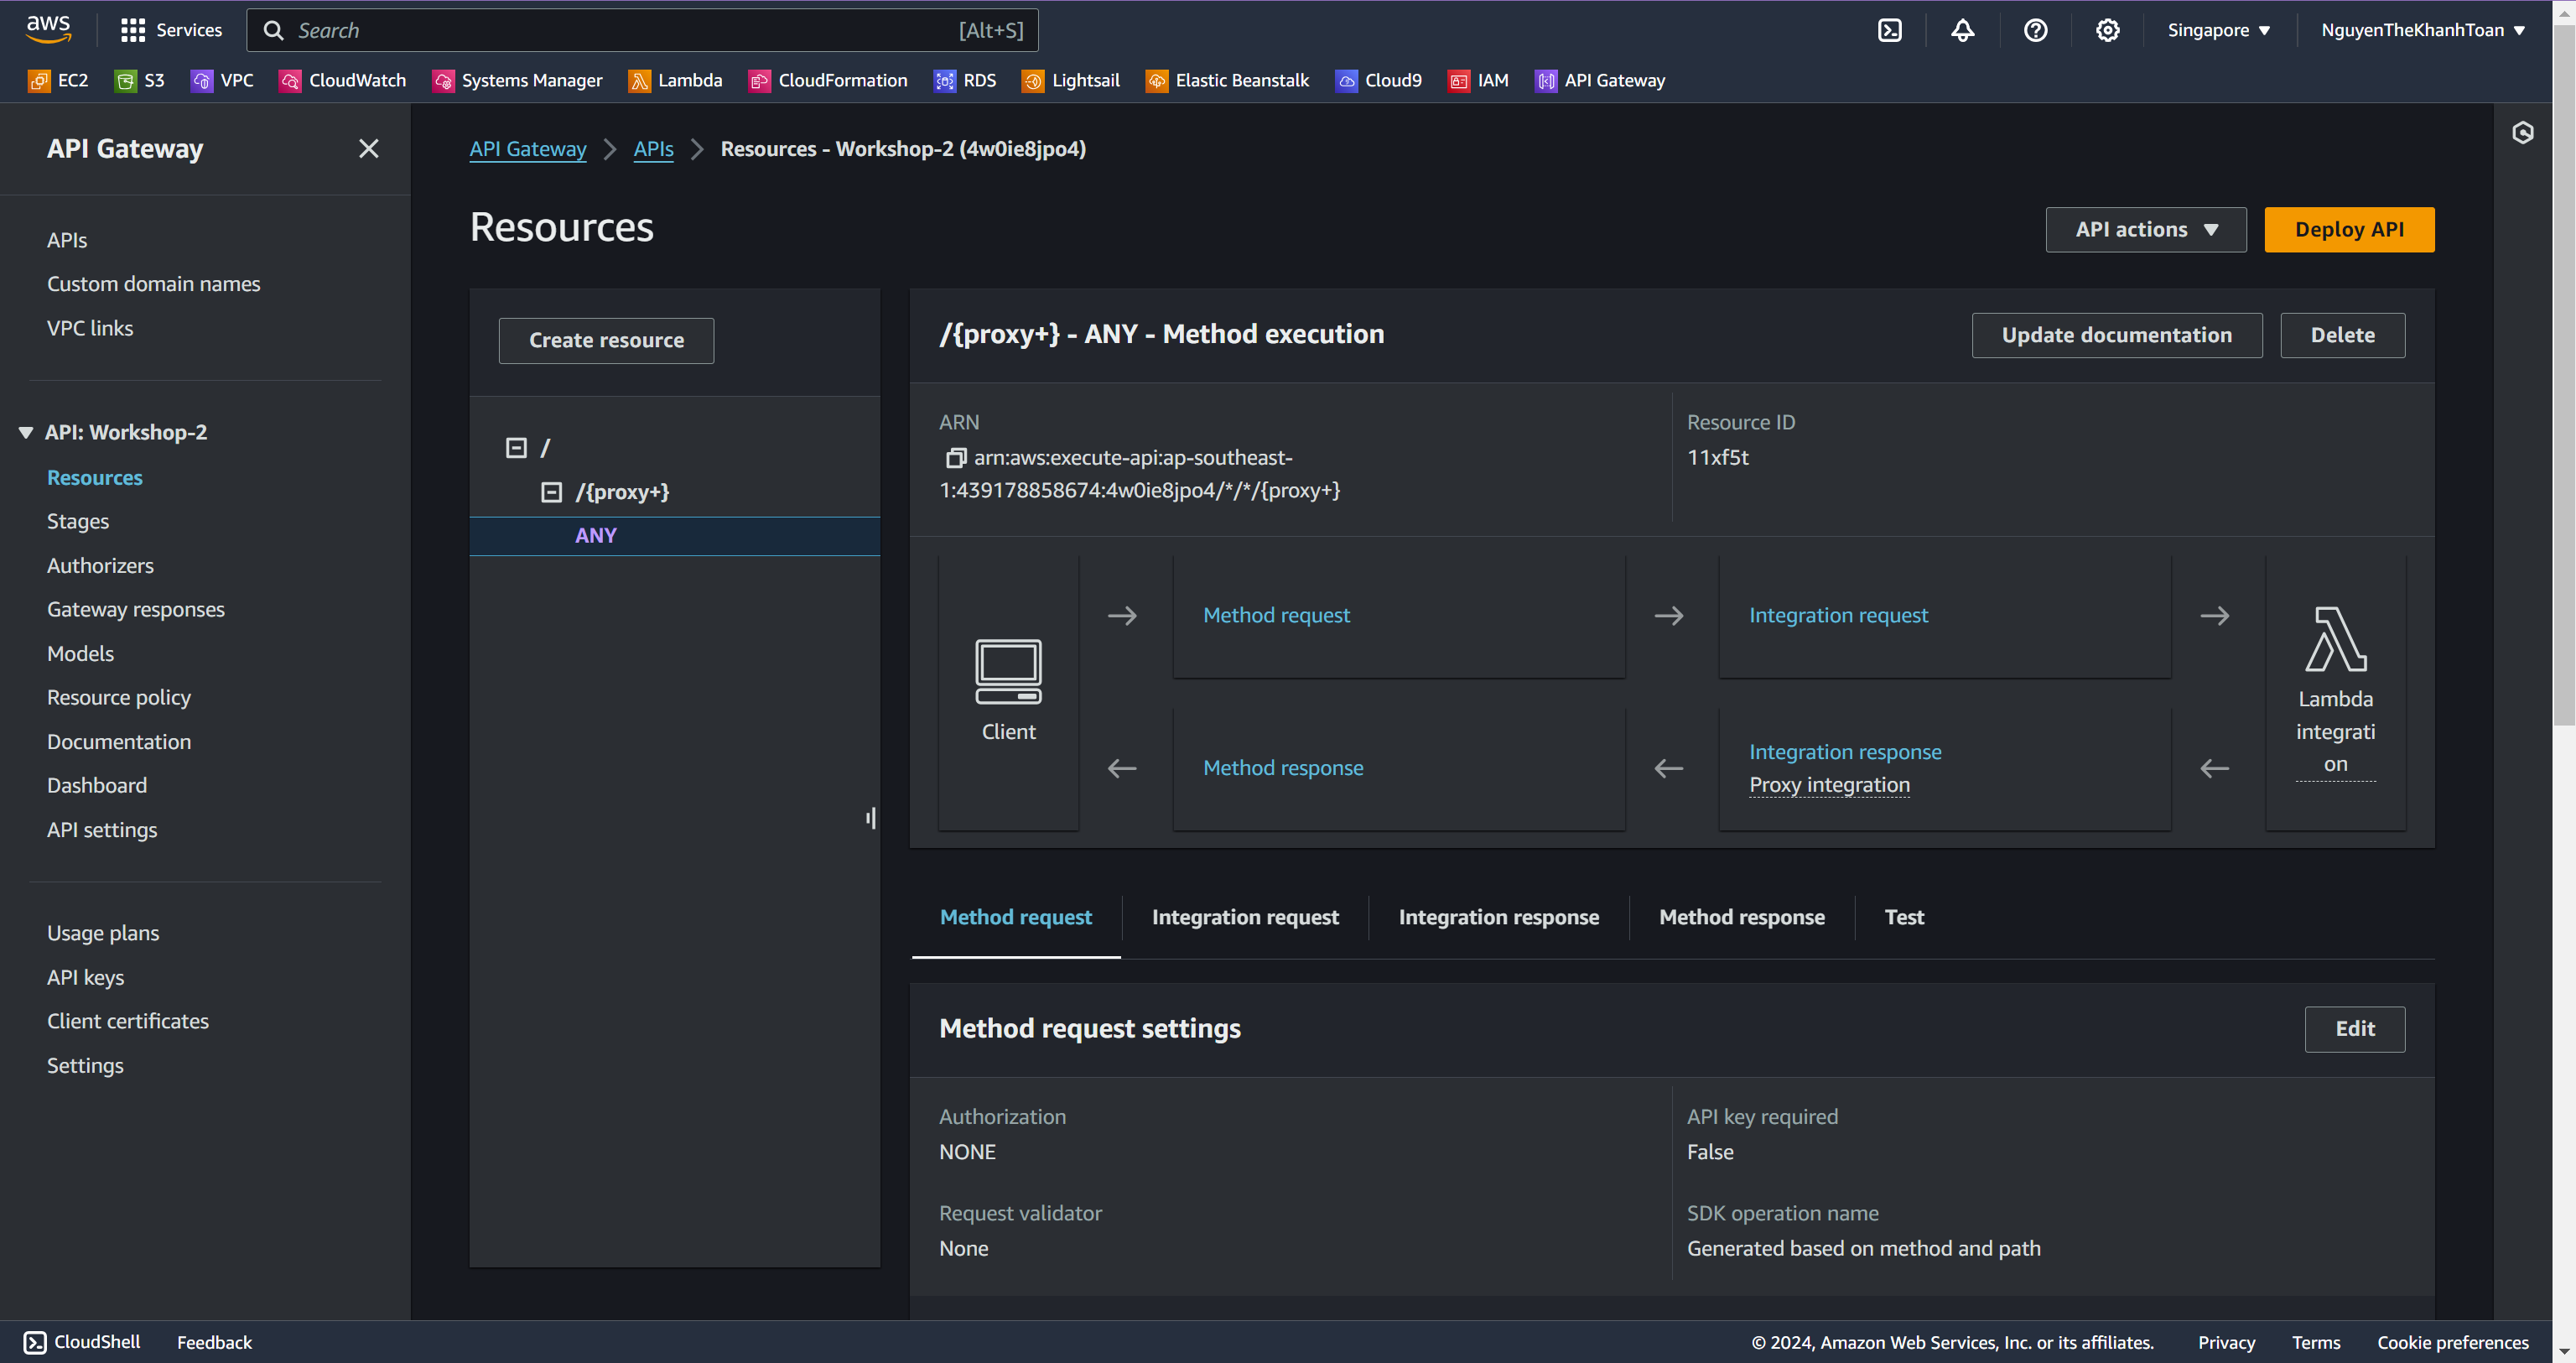 aws
Services
Search
[Alt+S]
Singapore
NguyenTheKhanhToan
EC2
S3
VPC
CloudWatch
Systems Manager
Lambda
CloudFormation
RDS
Lightsail
Elastic Beanstalk
Cloud9
IAM
API Gateway
API Gateway
APIs
Custom domain names
VPC links
API: Workshop-2
Resources
Stages
Authorizers
Gateway responses
Models
Resource policy
Documentation
Dashboard
API settings
Usage plans
API keys
Client certificates
Settings
API Gateway
APIs
Resources - Workshop-2 (4w0ie8jpo4)
Resources
API actions
Deploy API
Create resource
/
/{proxy+}
ANY
/{proxy+} - ANY - Method execution
Update documentation
Delete
ARN
arn:aws:execute-api:ap-southeast-
1:439178858674:4w0ie8jpo4/*/*/{proxy+}
Resource ID
11xf5t
Client
Method request
Integration request
Method response
Integration response
Proxy integration
Lambda
integrati
on
Method request
Integration request
Integration response
Method response
Test
Method request settings
Edit
Authorization
NONE
API key required
False
Request validator
None
SDK operation name
Generated based on method and path
CloudShell
Feedback
© 2024, Amazon Web Services, Inc. or its affiliates.
Privacy
Terms
Cookie preferences